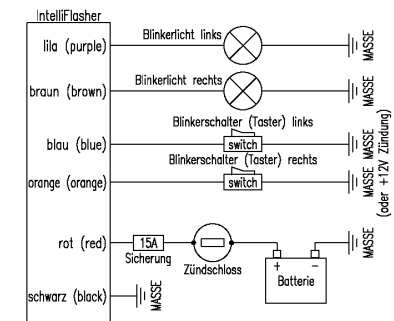 IntelliFlasher
lila (purple)
Blinkerlicht links
MASSE
braun (brown)
Blinkerlicht rechts
MASSE
blau (blue)
Blinkerschalter (Taster) links
switch
MASSE
orange (orange)
Blinkerschalter (Taster) rechts
switch
MASSE
(oder +12V Zündung)
rot (red)
15A
Sicherung
Zündschloss
+ −
Batterie
MASSE
schwarz (black)
MASSE